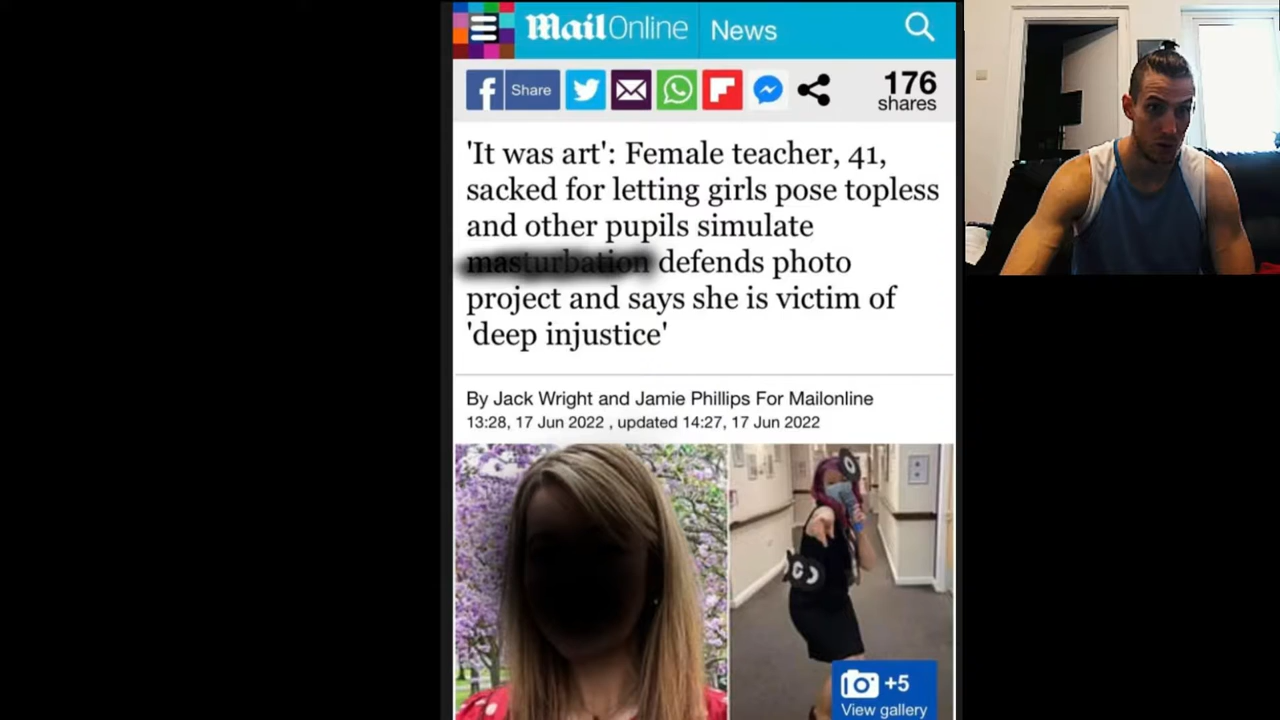 MailOnline News
Share
176
shares
'It was art': Female teacher, 41,
sacked for letting girls pose topless
and other pupils simulate
masturbation defends photo
project and says she is victim of
'deep injustice'
By Jack Wright and Jamie Phillips For Mailonline
13:28, 17 Jun 2022 , updated 14:27, 17 Jun 2022
+5
View gallery